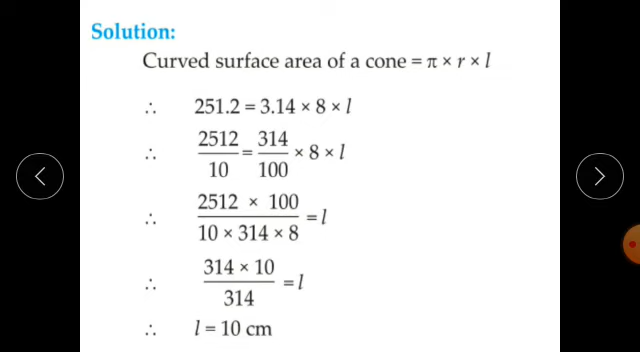 Solution:
Curved surface area of a cone = π × r × l
∴ 251.2 = 3.14 × 8 × l
∴ 2512/10 = 314/100 × 8 × l
∴ 2512 × 100 / 10 × 314 × 8 = l
∴ 314 × 10 / 314 = l
∴ l = 10 cm